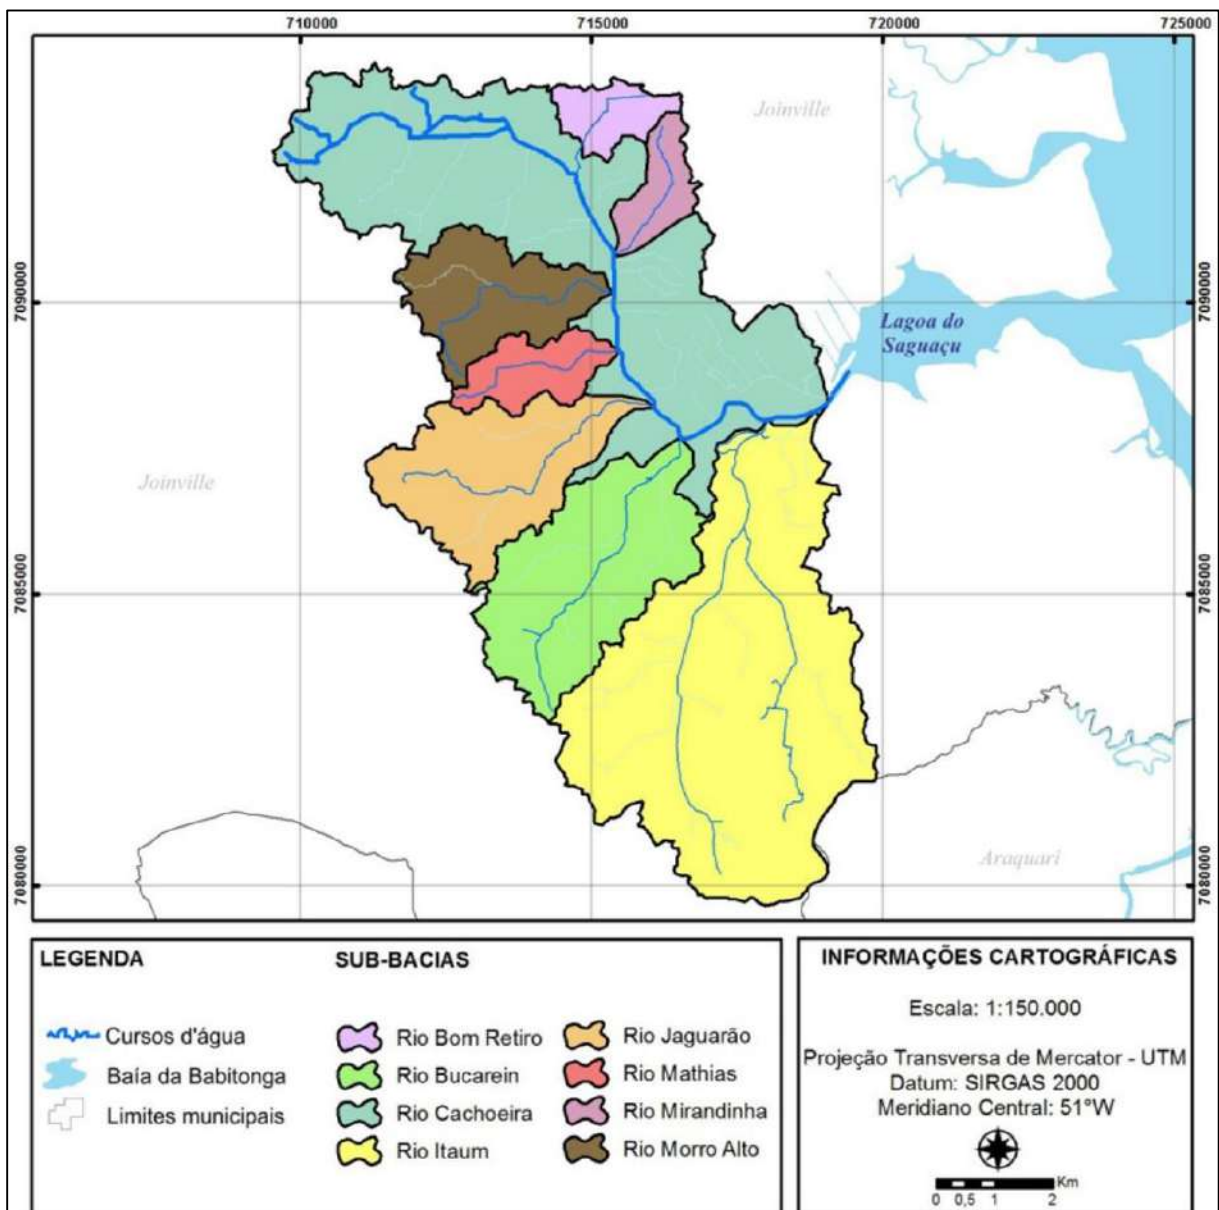 710000
715000
720000
725000
Joinville
7090000
7090000
Lagoa do
Saguaçu
Joinville
7085000
7085000
Araquari
7080000
7080000
LEGENDA
Cursos d'água
Baía da Babitonga
Limites municipais
SUB-BACIAS
Rio Bom Retiro
Rio Bucarein
Rio Cachoeira
Rio Itaum
Rio Jaguarão
Rio Mathias
Rio Mirandinha
Rio Morro Alto
INFORMAÇÕES CARTOGRÁFICAS
Escala: 1:150.000
Projeção Transversa de Mercator - UTM
Datum: SIRGAS 2000
Meridiano Central: 51°W
Km
0 0,5 1 2